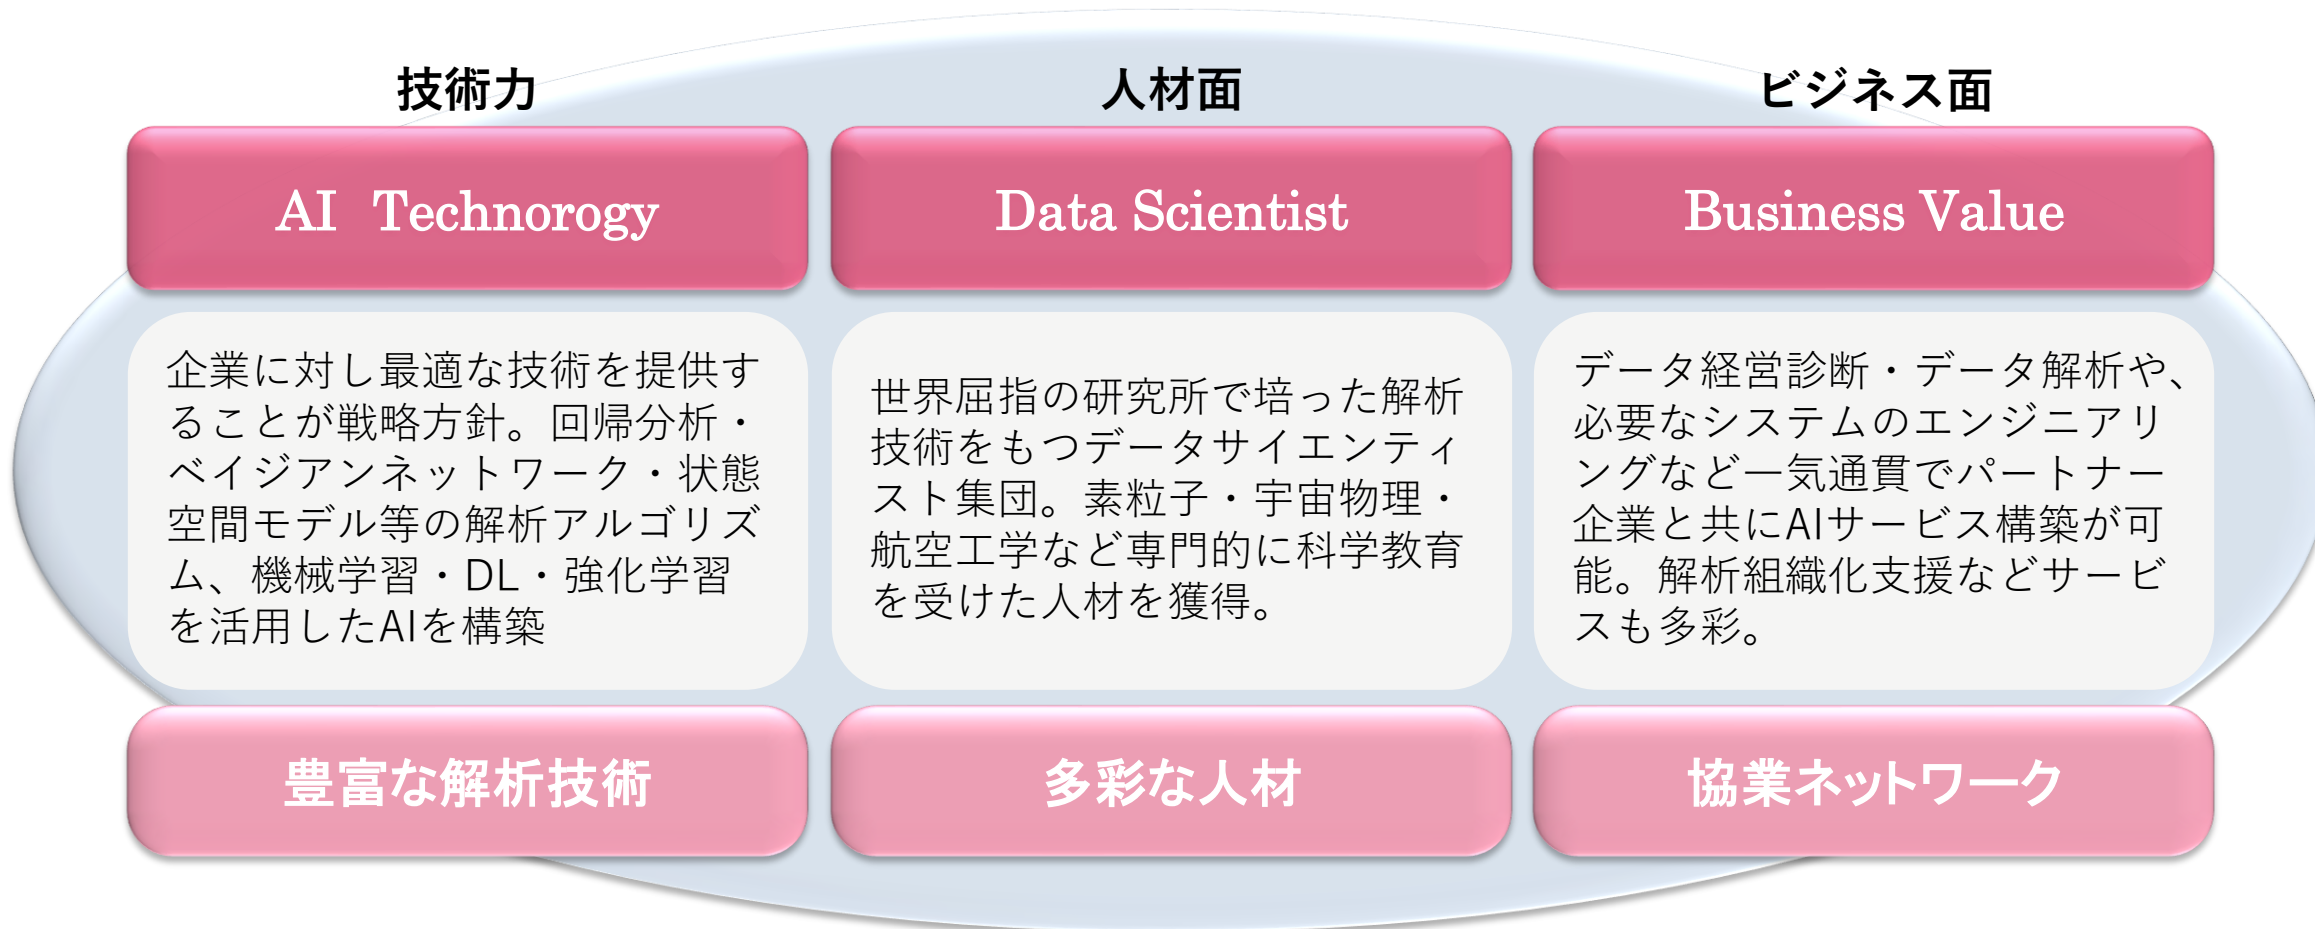 技術力
AI　Technorogy
企業に対し最適な技術を提供す
ることが戦略方針。回帰分析・
ベイジアンネットワーク・状態
空間モデル等の解析アルゴリズ
ム、機械学習・DL・強化学習
を活用したAIを構築
豊富な解析技術
人材面
Data Scientist
世界屈指の研究所で培った解析
技術をもつデータサイエンティ
スト集団。素粒子・宇宙物理・
航空工学など専門的に科学教育
を受けた人材を獲得。
多彩な人材
ビジネス面
Business Value
データ経営診断・データ解析や、
必要なシステムのエンジニアリ
ングなど一気通貫でパートナー
企業と共にAIサービス構築が可
能。解析組織化支援などサービ
スも多彩。
協業ネットワーク